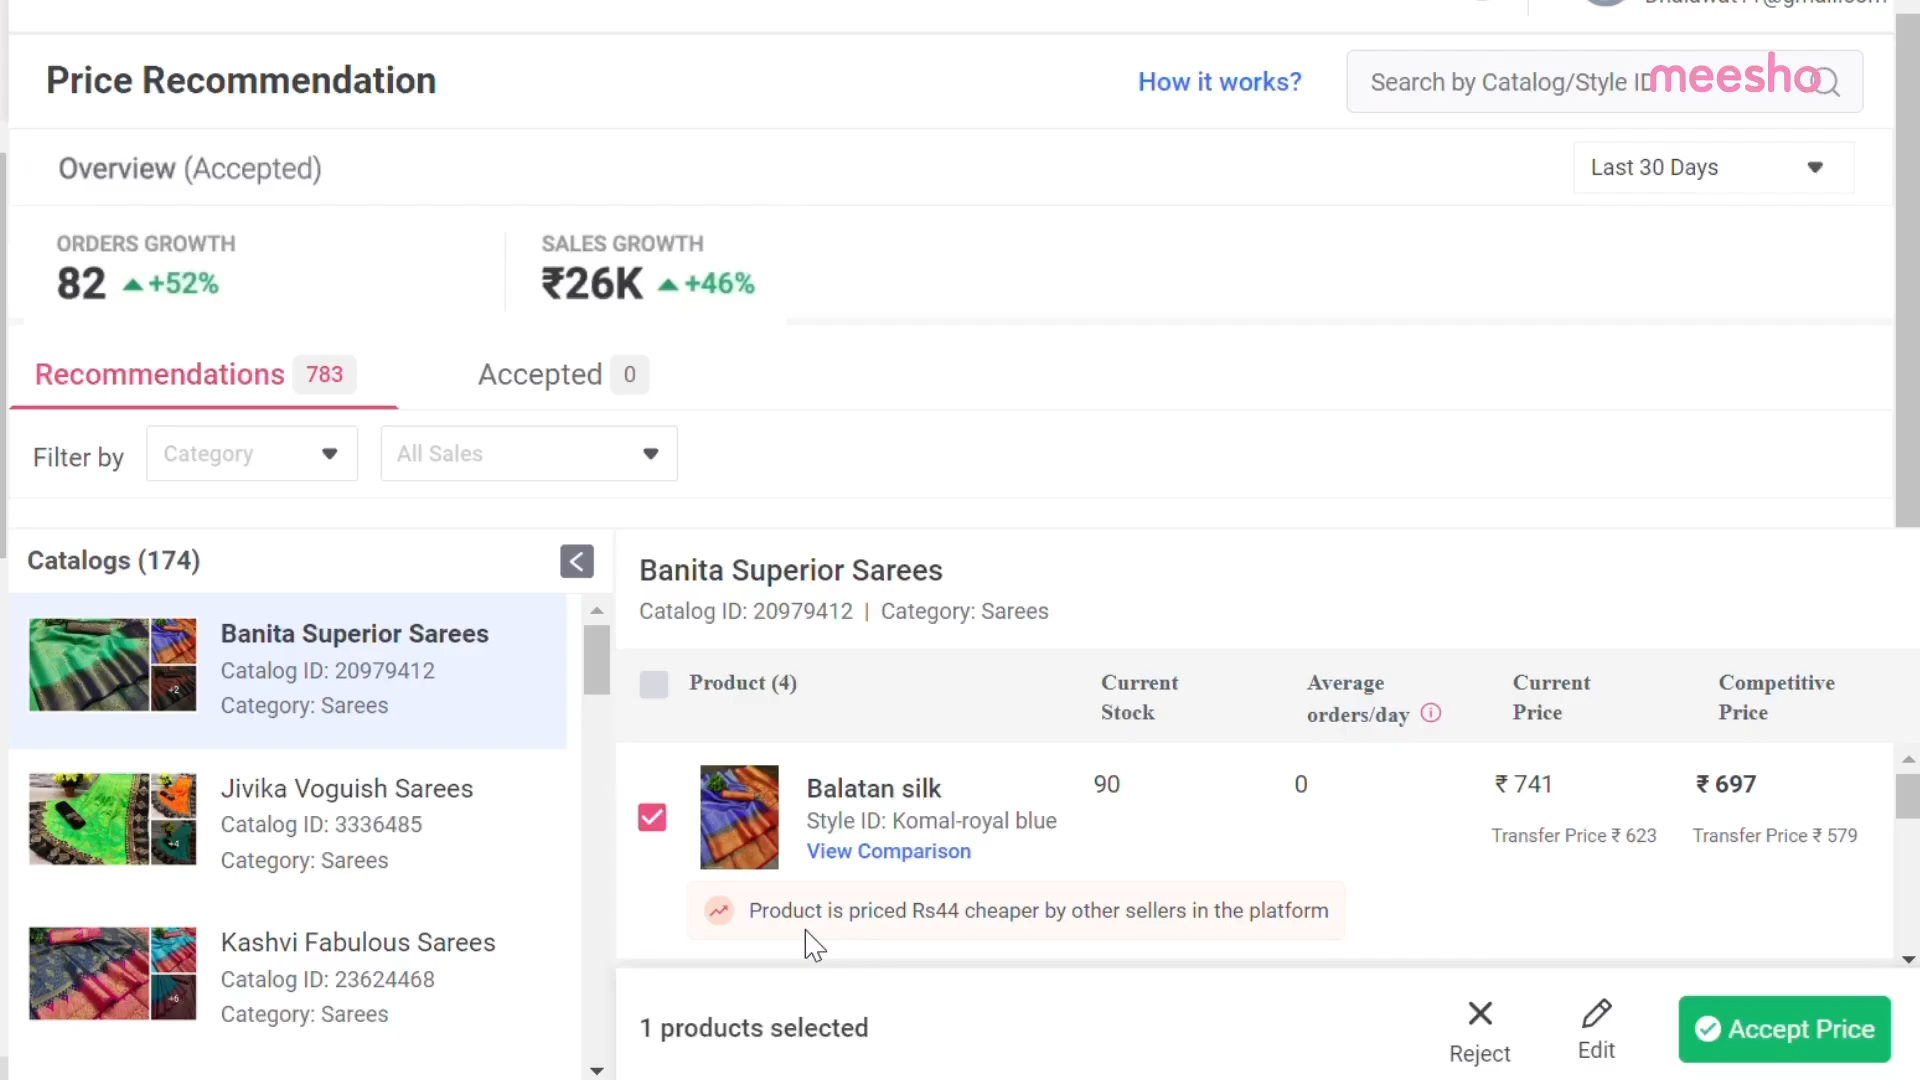 Price Recommendation
How it works?
Search by Catalog/Style ID
meesho
Overview (Accepted)
Last 30 Days
ORDERS GROWTH
82 +52%
SALES GROWTH
₹26K +46%
Recommendations 783
Accepted 0
Filter by
Category
All Sales
Catalogs (174)
Banita Superior Sarees
Catalog ID: 20979412
Category: Sarees
+2
Jivika Voguish Sarees
Catalog ID: 3336485
Category: Sarees
+4
Kashvi Fabulous Sarees
Catalog ID: 23624468
Category: Sarees
+6
Banita Superior Sarees
Catalog ID: 20979412 | Category: Sarees
Product (4)
Current
Stock
Average
orders/day
Current
Price
Competitive
Price
Balatan silk
Style ID: Komal-royal blue
View Comparison
90
0
₹ 741
Transfer Price ₹ 623
₹ 697
Transfer Price ₹ 579
Product is priced Rs44 cheaper by other sellers in the platform
1 products selected
Reject
Edit
Accept Price